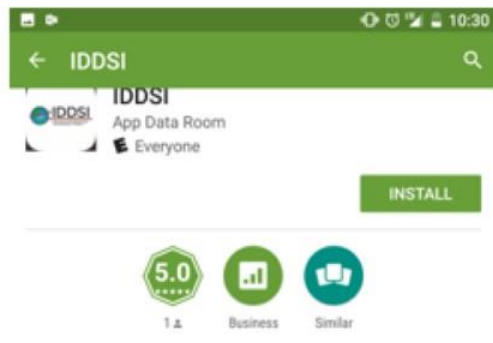 10:30
IDDSI
IDDSI
IDDSI
App Data Room
E Everyone
INSTALL
5.0
1
Business
Similar